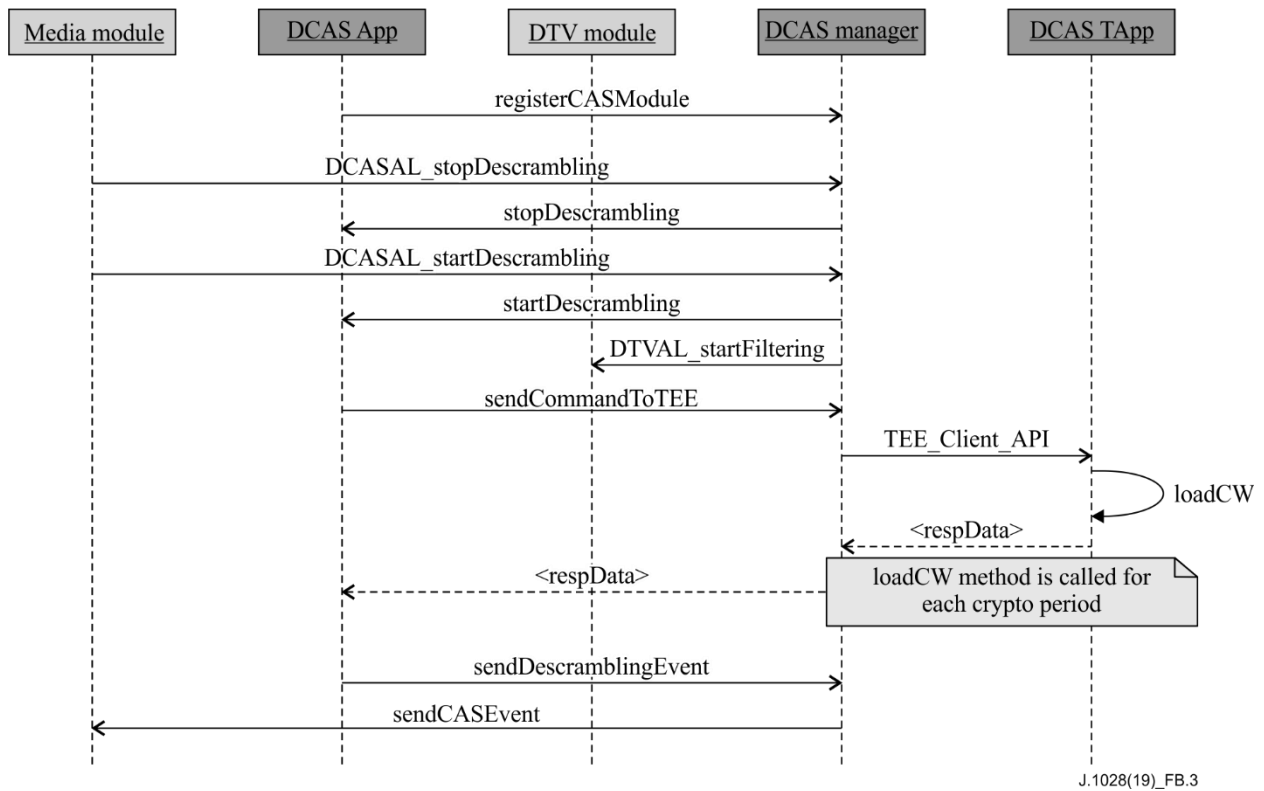 Media module
DCAS App
DTV module
DCAS manager
DCAS TApp
registerCASModule
DCASAL_stopDescrambling
stopDescrambling
DCASAL_startDescrambling
startDescrambling
DTVAL_startFiltering
sendCommandToTEE
TEE_Client_API
loadCW
<respData>
<respData>
loadCW method is called for
each crypto period
sendDescramblingEvent
sendCASEvent
J.1028(19)_FB.3